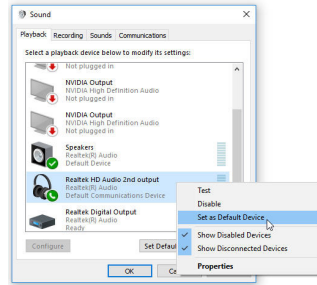 Sound
Playback Recording Sounds Communications
Select a playback device below to modify its settings:
Not plugged in
NVIDIA Output
NVIDIA High Definition Audio
Not plugged in
NVIDIA Output
NVIDIA High Definition Audio
Not plugged in
Speakers
Realtek(R) Audio
Default Device
Realtek HD Audio 2nd output
Realtek(R) Audio
Default Communications Device
Realtek Digital Output
Realtek(R) Audio
Ready
Configure
Set Defaul
OK
Ca
Test
Disable
Set as Default Device
Show Disabled Devices
Show Disconnected Devices
Properties